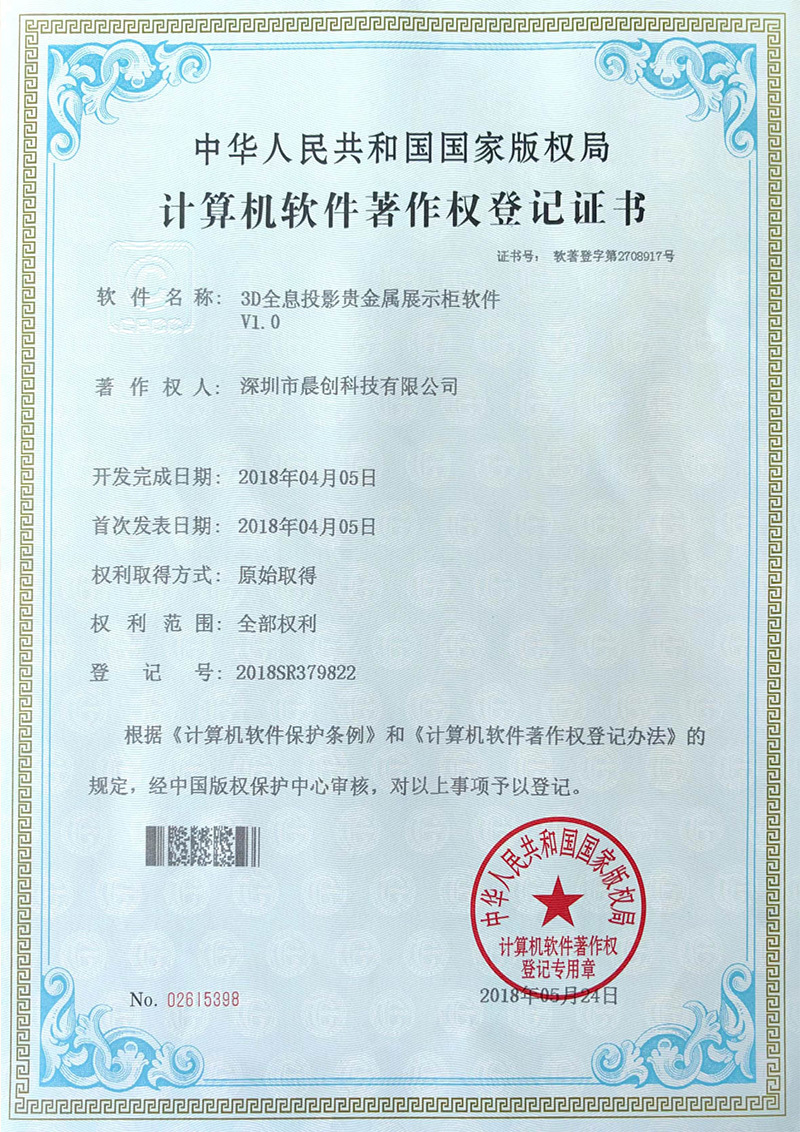 中华人民共和国国家版权局
计算机软件著作权登记证书
证书号： 软著登字第2708917号
CPCC
软件名称： 3D全息投影贵金属展示柜软件
V1.0
著作权人： 深圳市晨创科技有限公司
开发完成日期： 2018年04月05日
首次发表日期： 2018年04月05日
权利取得方式： 原始取得
权利范围： 全部权利
登记号： 2018SR379822
根据《计算机软件保护条例》和《计算机软件著作权登记办法》的
规定，经中国版权保护中心审核，对以上事项予以登记。
中华人民共和国国家版权局
计算机软件著作权
登记专用章
No. 02615398
2018年05月24日